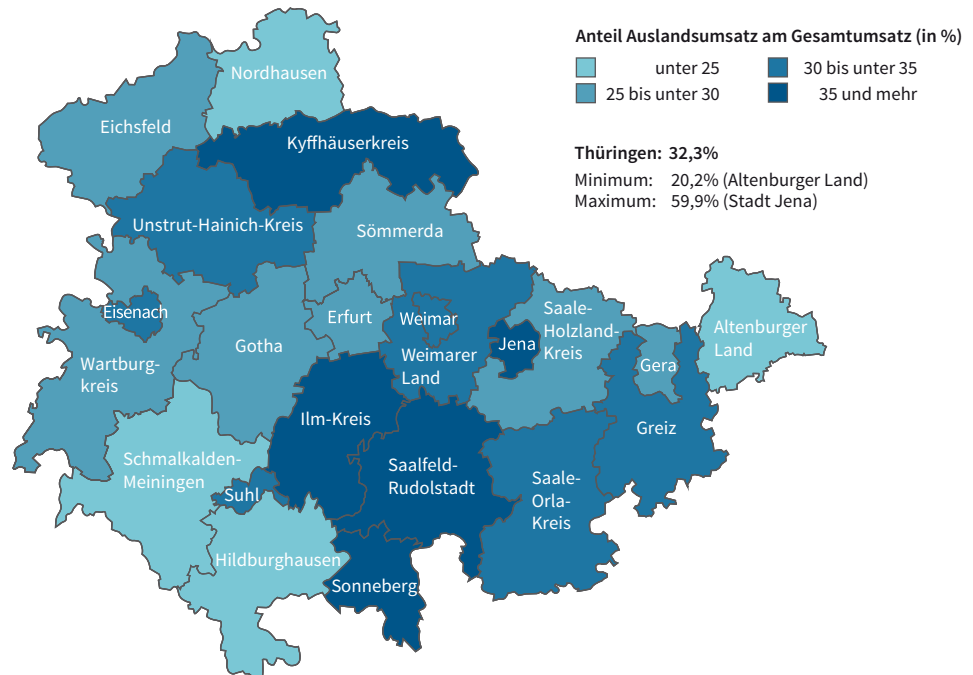 Anteil Auslandsumsatz am Gesamtumsatz (in %)
unter 25
30 bis unter 35
25 bis unter 30
35 und mehr
Thüringen: 32,3%
Minimum: 20,2% (Altenburger Land)
Maximum: 59,9% (Stadt Jena)
Nordhausen
Eichsfeld
Kyffhäuserkreis
Unstrut-Hainich-Kreis
Sömmerda
Eisenach
Erfurt
Weimar
Saale-
Holzland-
Kreis
Jena
Altenburger
Land
Gotha
Weimarer
Land
Gera
Wartburg-
kreis
Ilm-Kreis
Greiz
Schmalkalden-
Meiningen
Saalfeld-
Rudolstadt
Saale-
Orla-
Kreis
Suhl
Hildburghausen
Sonneberg